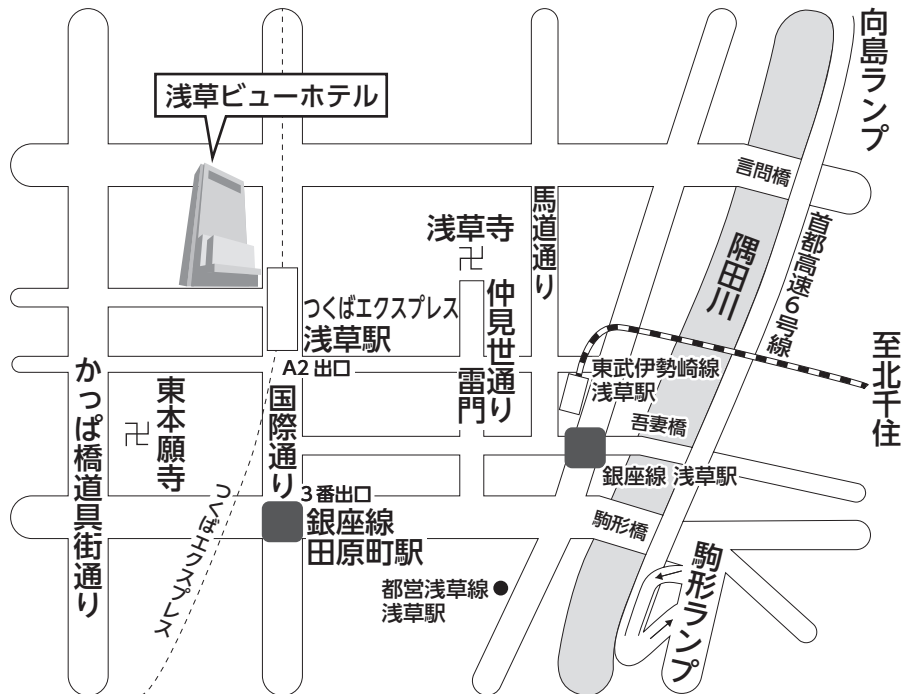 向島ランプ
浅草ビューホテル
言問橋
馬道通り
浅草寺
卍
隅田川
首都高速6号線
つくばエクスプレス
浅草駅
A2 出口
仲見世通り
雷門
東武伊勢崎線
浅草駅
至北千住
かっぱ橋道具街通り
東本願寺
卍
国際通り
吾妻橋
銀座線 浅草駅
つくばエクスプレス
3番出口
銀座線
田原町駅
駒形橋
駒形ランプ
都営浅草線
浅草駅